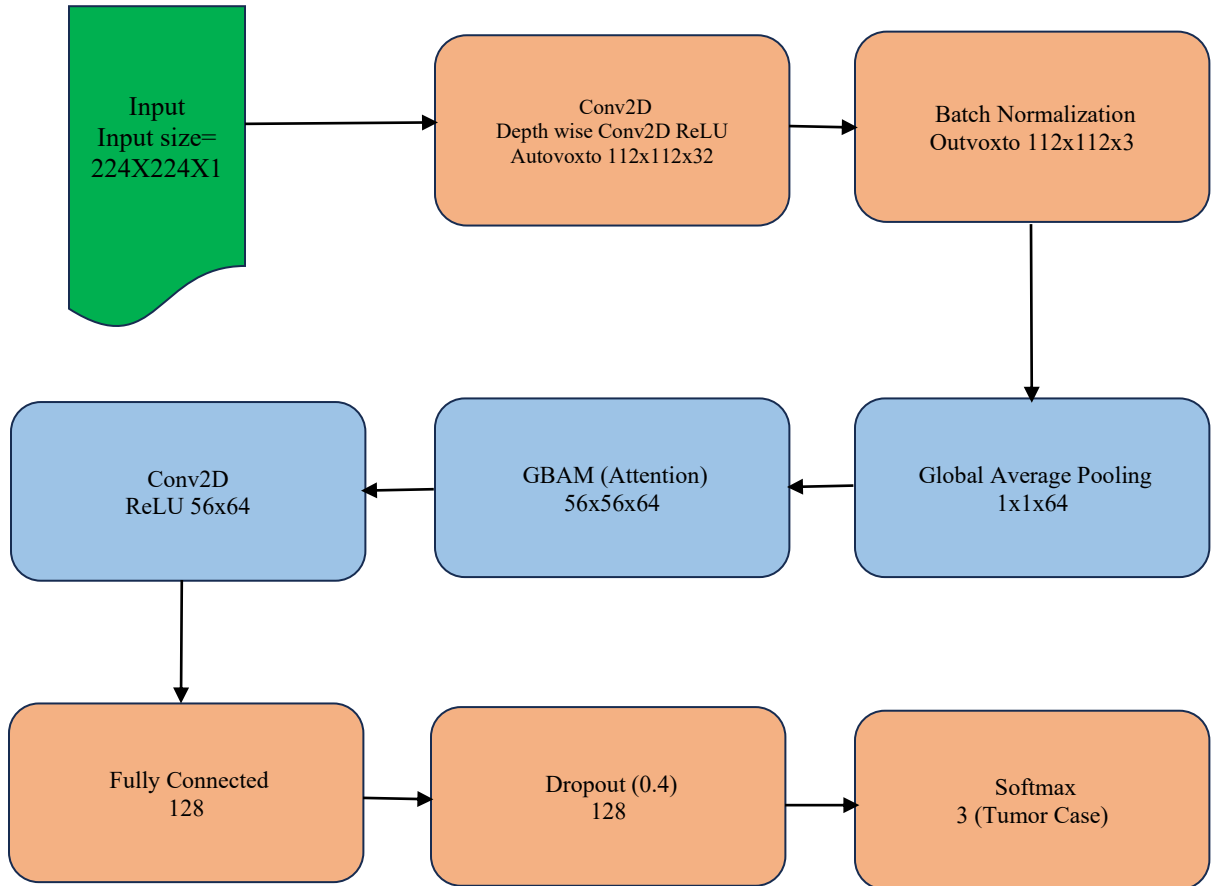 Input
Input size=
224X224X1
Conv2D
Depth wise Conv2D ReLU
Autovoxto 112x112x32
Batch Normalization
Outvoxto 112x112x3
Global Average Pooling
1x1x64
GBAM (Attention)
56x56x64
Conv2D
ReLU 56x64
Fully Connected
128
Dropout (0.4)
128
Softmax
3 (Tumor Case)